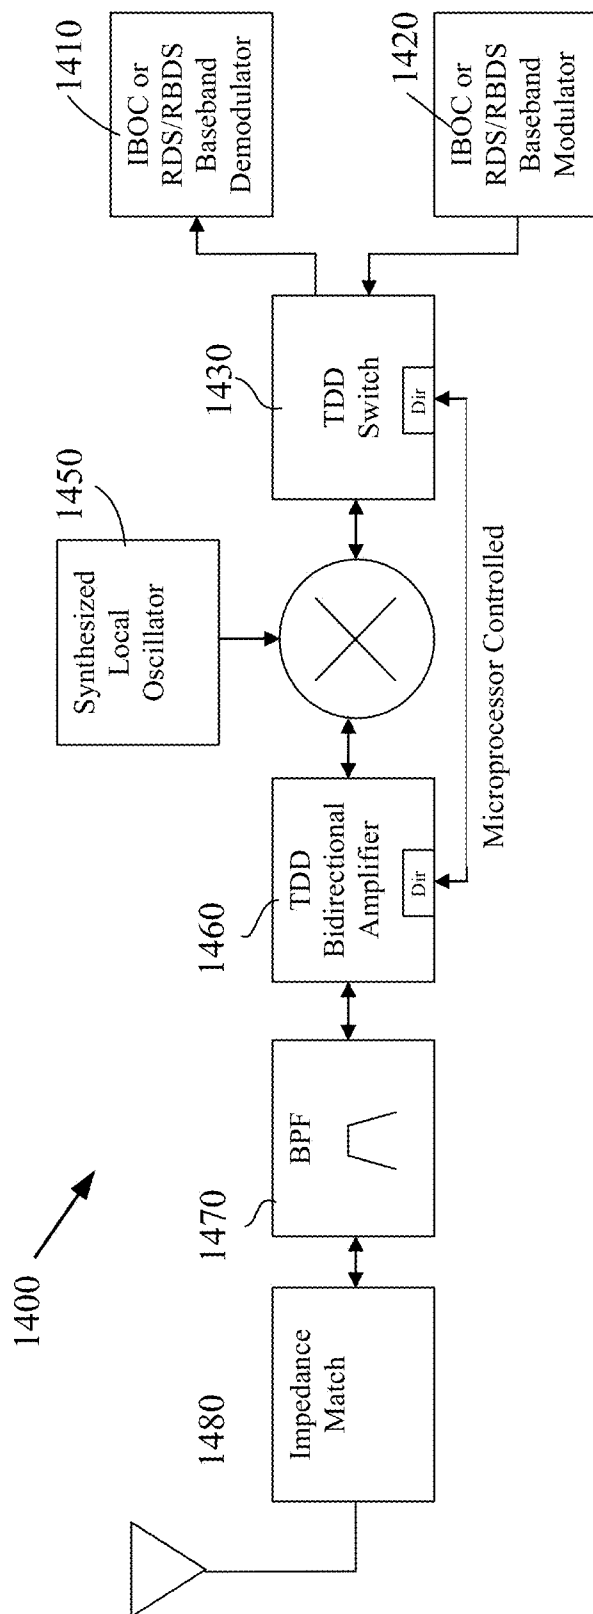 1400
1480
Impedance
Match
1470
BPF
1460
TDD
Bidirectional
Amplifier
Dir
Microprocessor Controlled
1450
Synthesized
Local
Oscillator
1430
TDD
Switch
Dir
1410
IBOC or
RDS/RBDS
Baseband
Demodulator
1420
IBOC or
RDS/RBDS
Baseband
Modulator